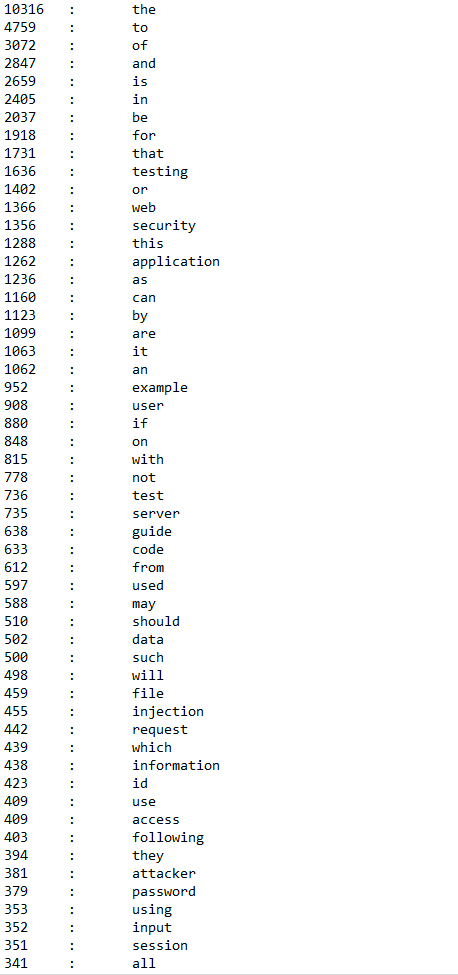 10316 : the
4759 : to
3072 : of
2847 : and
2659 : is
2405 : in
2037 : be
1918 : for
1731 : that
1636 : testing
1402 : or
1366 : web
1356 : security
1288 : this
1262 : application
1236 : as
1160 : can
1123 : by
1099 : are
1063 : it
1062 : an
952 : example
908 : user
880 : if
848 : on
815 : with
778 : not
736 : test
735 : server
638 : guide
633 : code
612 : from
597 : used
588 : may
510 : should
502 : data
500 : such
498 : will
459 : file
455 : injection
442 : request
439 : which
438 : information
423 : id
409 : use
409 : access
403 : following
394 : they
381 : attacker
379 : password
353 : using
352 : input
351 : session
341 : all